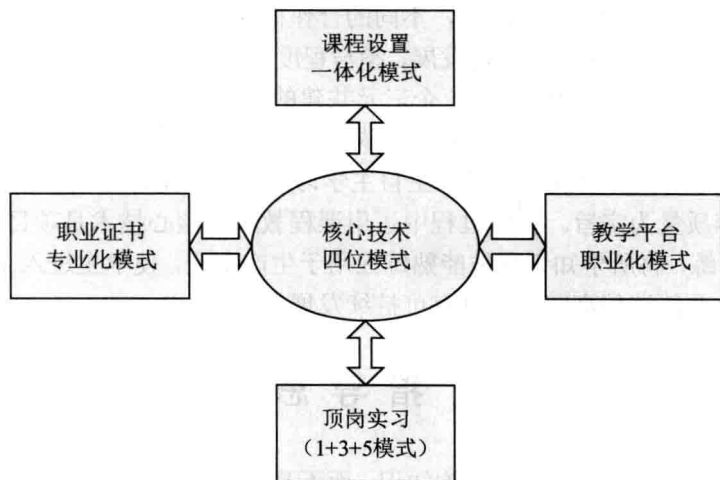 课程设置
一体化模式
职业证书
专业化模式
核心技术
四位模式
教学平台
职业化模式
顶岗实习
（1+3+5模式）